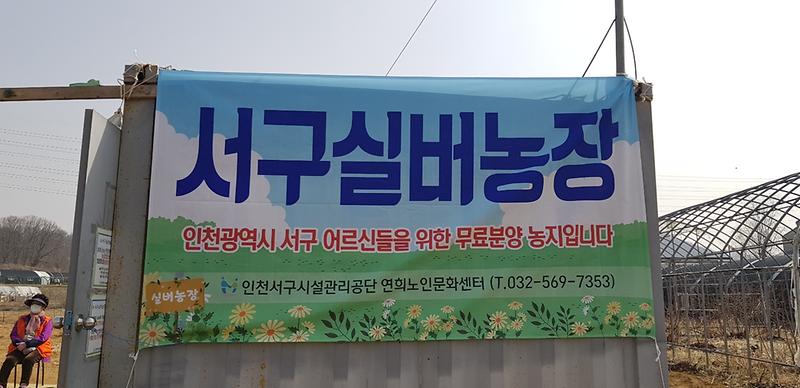 서구실버농장
인천광역시 서구 어르신들을 위한 무료분양 농지입니다
실버농장
인천서구시설관리공단 연희노인문화센터 (T.032-569-7353)